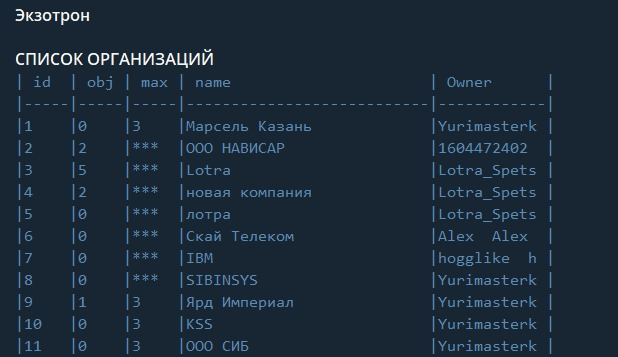 Экзотрон
СПИСОК ОРГАНИЗАЦИЙ
| id  | obj | max | name                      | Owner      |
|-----|-----|-----|---------------------------|------------|
|1    |0    |3    |Марсель Казань             |Yurimasterk |
|2    |2    |***  |ООО НАВИСАР                |1604472402  |
|3    |5    |***  |Lotra                      |Lotra_Spets |
|4    |2    |***  |новая компания             |Lotra_Spets |
|5    |0    |***  |лотра                      |Lotra_Spets |
|6    |0    |***  |Скай Телеком               |Alex  Alex  |
|7    |0    |***  |IBM                        |hogglike  h |
|8    |0    |***  |SIBINSYS                   |Yurimasterk |
|9    |1    |3    |Ярд Империал               |Yurimasterk |
|10   |0    |3    |KSS                        |Yurimasterk |
|11   |0    |3    |ООО СИБ                    |Yurimasterk |